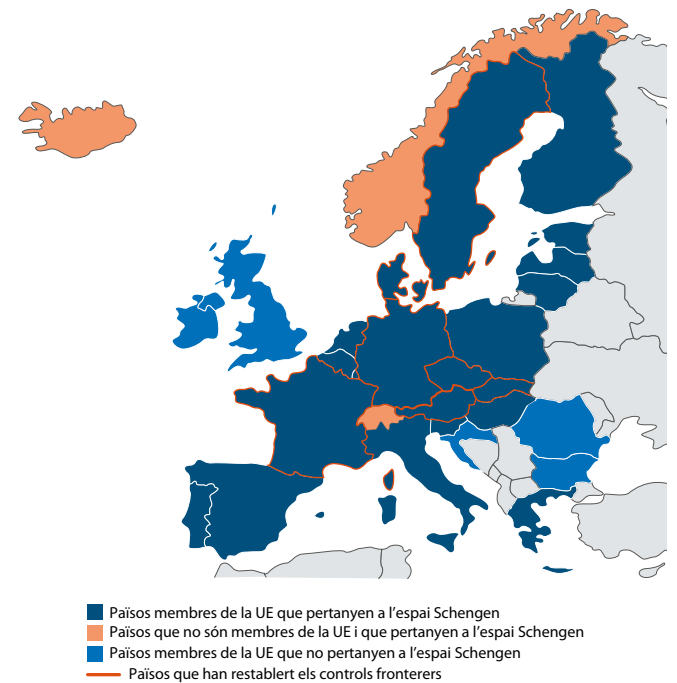 Països membres de la UE que pertanyen a l’espai Schengen
Països que no són membres de la UE i que pertanyen a l’espai Schengen
Països membres de la UE que no pertanyen a l’espai Schengen
Països que han restablert els controls fronterers